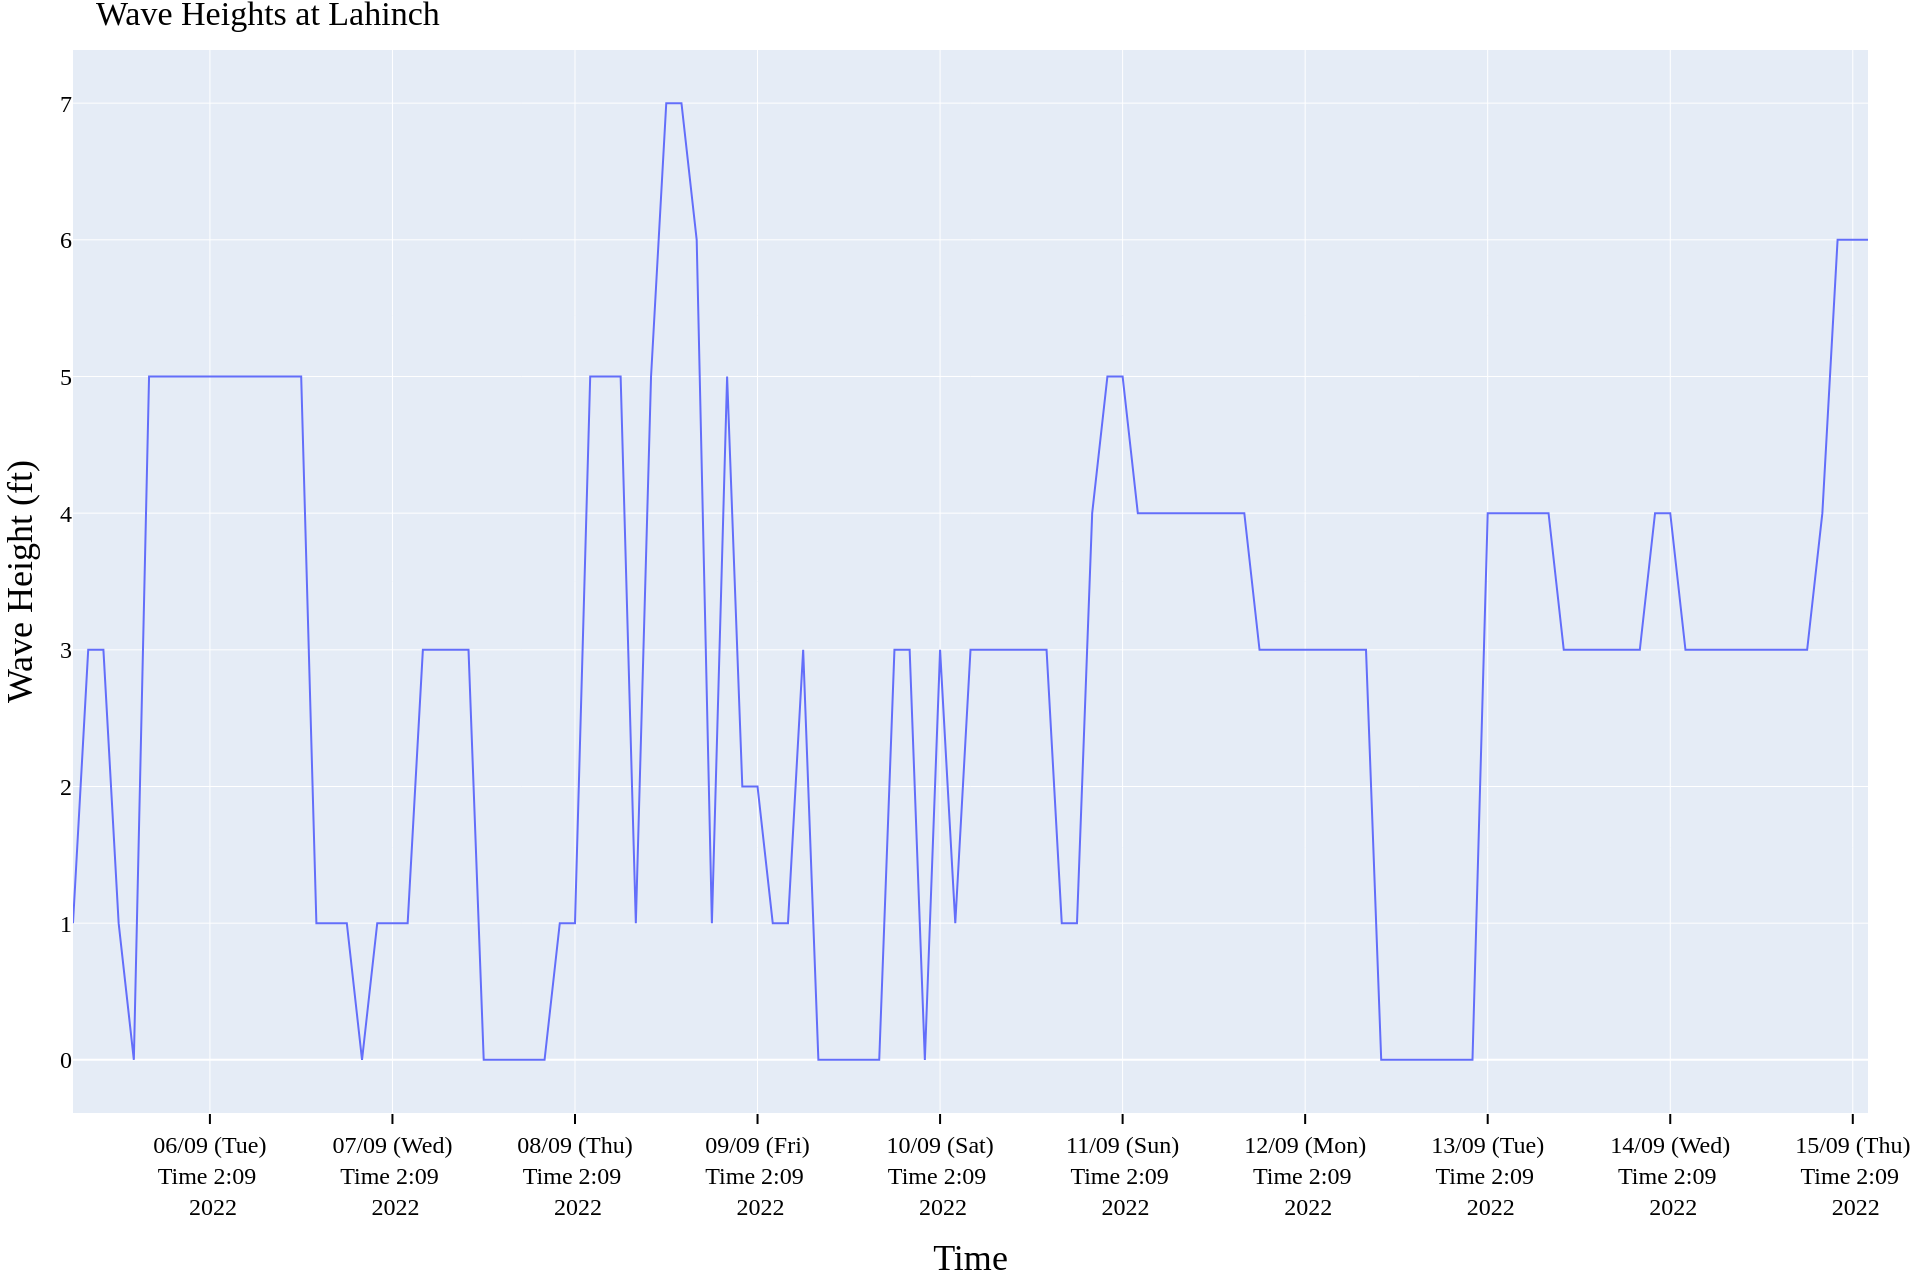 Wave Heights at Lahinch
Wave Height (ft)
7
6
5
4
3
2
1
0
06/09 (Tue)
Time 2:09
2022
07/09 (Wed)
Time 2:09
2022
08/09 (Thu)
Time 2:09
2022
09/09 (Fri)
Time 2:09
2022
10/09 (Sat)
Time 2:09
2022
11/09 (Sun)
Time 2:09
2022
12/09 (Mon)
Time 2:09
2022
13/09 (Tue)
Time 2:09
2022
14/09 (Wed)
Time 2:09
2022
15/09 (Thu)
Time 2:09
2022
Time